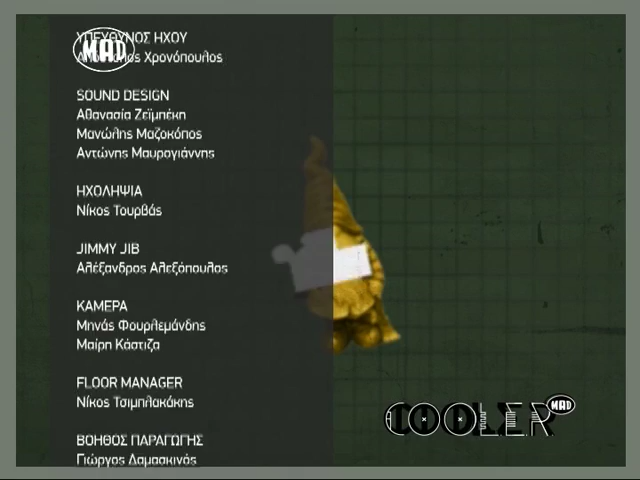 ΥΠΕΥΘΥΝΟΣ ΗΧΟΥ
MAD
Απόστολος Χρονόπουλος
SOUND DESIGN
Αθανασία Ζεϊμπέκη
Μανώλης Μαζοκόπος
Αντώνης Μαυρογιάννης
ΗΧΟΛΗΨΙΑ
Νίκος Τουρβάς
JIMMY JIB
Αλέξανδρος Αλεξόπουλος
ΚΑΜΕΡΑ
Μηνάς Φουρλεμάνδης
Μαίρη Κάστιζα
FLOOR MANAGER
Νίκος Τσιμπλακάκης
ΒΟΗΘΟΣ ΠΑΡΑΓΩΓΗΣ
Γιώργος Δαμασκινός
COOLER MAD